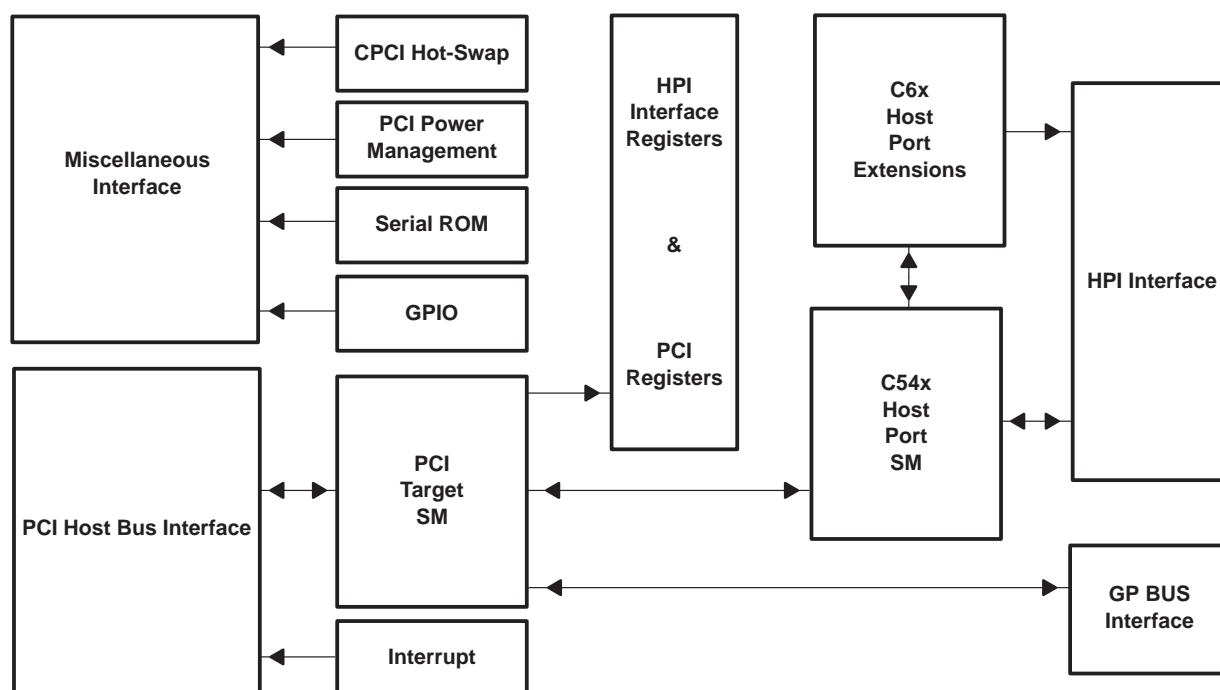 Miscellaneous
Interface
CPCI Hot-Swap
PCI Power
Management
Serial ROM
GPIO
HPI
Interface
Registers
&
PCI
Registers
C6x
Host
Port
Extensions
HPI Interface
PCI Host Bus Interface
PCI
Target
SM
C54x
Host
Port
SM
Interrupt
GP BUS
Interface